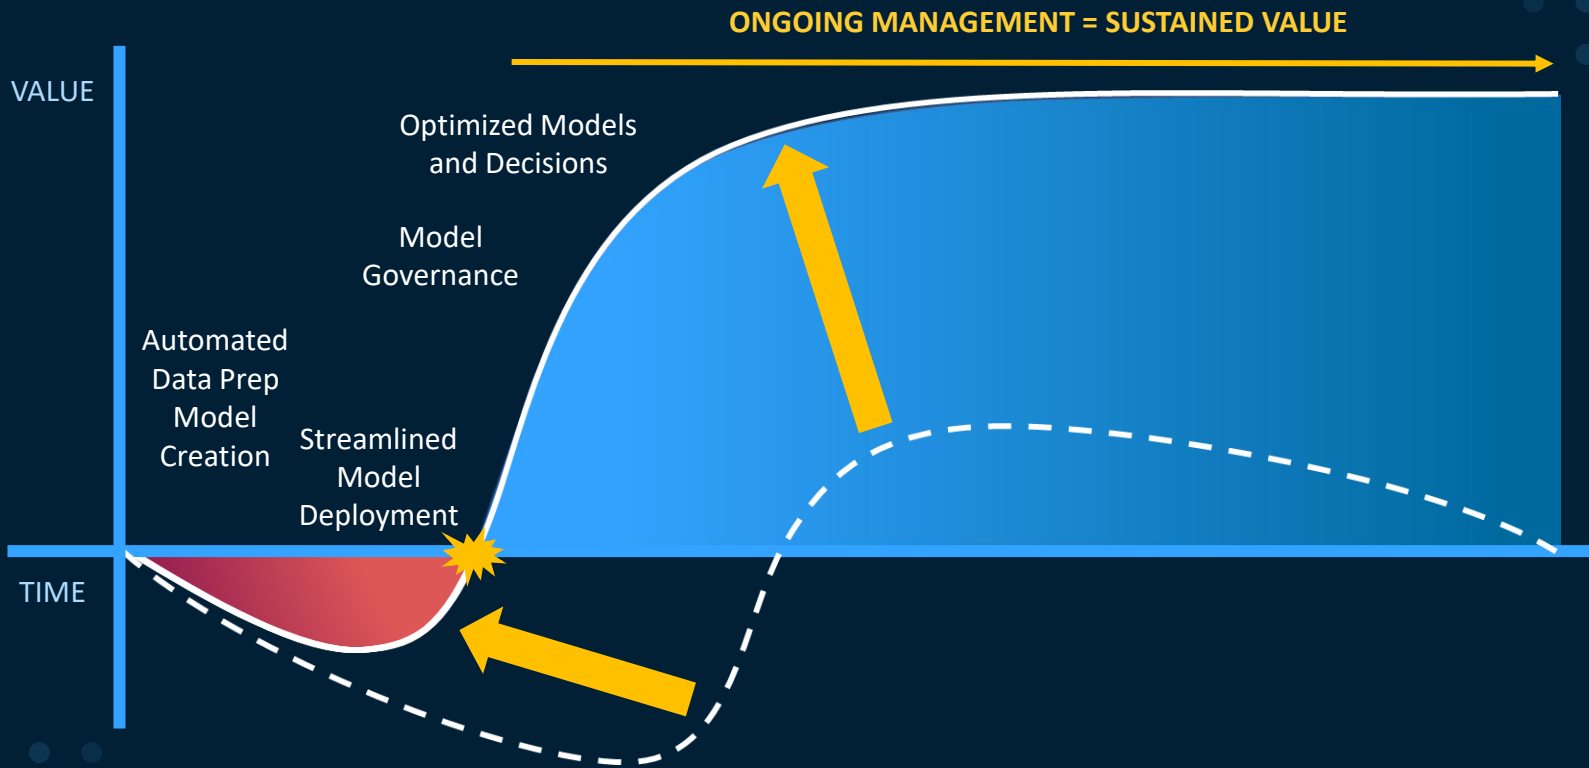 ONGOING MANAGEMENT = SUSTAINED VALUE
VALUE
Optimized Models
and Decisions
Model
Governance
Automated
Data Prep
Model
Creation
Streamlined
Model
Deployment
TIME